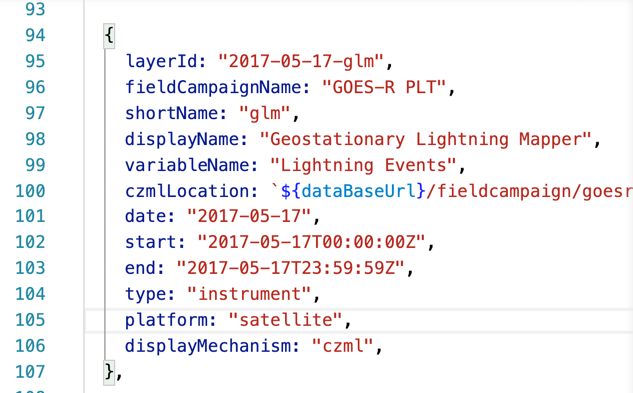 93
94 {
95 layerId: "2017-05-17-glm",
96 fieldCampaignName: "GOES-R PLT",
97 shortName: "glm",
98 displayName: "Geostationary Lightning Mapper",
99 variableName: "Lightning Events",
100 czmlLocation: `${dataBaseUrl}/fieldcampaign/goesr
101 date: "2017-05-17",
102 start: "2017-05-17T00:00:00Z",
103 end: "2017-05-17T23:59:59Z",
104 type: "instrument",
105 platform: "satellite",
106 displayMechanism: "czml",
107 },